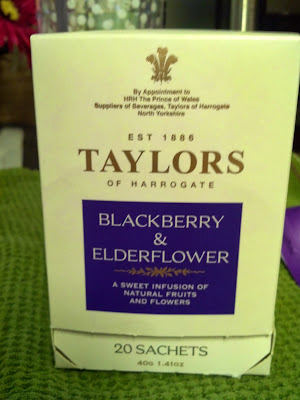 By Appointment to
HRH The Prince of Wales
Suppliers of Beverages, Taylors of Harrogate
North Yorkshire
EST 1886
TAYLORS
OF HARROGATE
BLACKBERRY
&
ELDERFLOWER
A SWEET INFUSION OF
NATURAL FRUITS
AND FLOWERS
20 SACHETS
40g 1.41oz